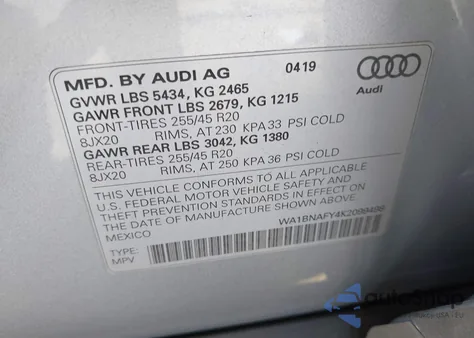 MFD. BY AUDI AG 0419
Audi
GVWR LBS 5434, KG 2465
GAWR FRONT LBS 2679, KG 1215
FRONT-TIRES 255/45 R20
8JX20 RIMS, AT 230 KPA 33 PSI COLD
GAWR REAR LBS 3042, KG 1380
REAR-TIRES 255/45 R20
8JX20 RIMS, AT 250 KPA 36 PSI COLD
THIS VEHICLE CONFORMS TO ALL APPLICABLE
U.S. FEDERAL MOTOR VEHICLE SAFETY, BUMPER AND
THEFT PREVENTION STANDARDS IN EFFECT ON
THE DATE OF MANUFACTURE SHOWN ABOVE.
MEXICO
WA1BNAFY4K2099499
TYPE:
MPV
autosnap